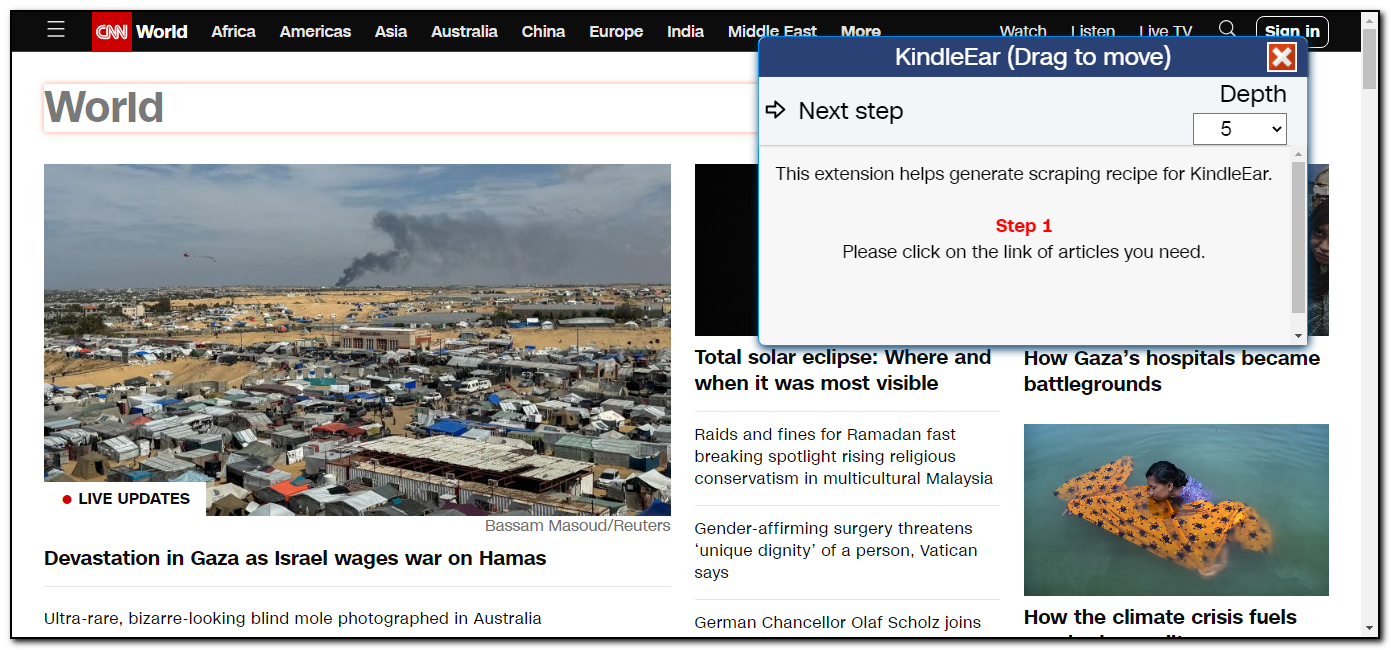 CNN World Africa Americas Asia Australia China Europe India Middle East More Watch Listen Live TV Sign in
KindleEar (Drag to move)
Next step
Depth
5
This extension helps generate scraping recipe for KindleEar.
Step 1
Please click on the link of articles you need.
World
LIVE UPDATES
Bassam Masoud/Reuters
Devastation in Gaza as Israel wages war on Hamas
Ultra-rare, bizarre-looking blind mole photographed in Australia
Total solar eclipse: Where and
when it was most visible
Raids and fines for Ramadan fast
breaking spotlight rising religious
conservatism in multicultural Malaysia
Gender-affirming surgery threatens
‘unique dignity’ of a person, Vatican
says
German Chancellor Olaf Scholz joins
How Gaza’s hospitals became
battlegrounds
How the climate crisis fuels